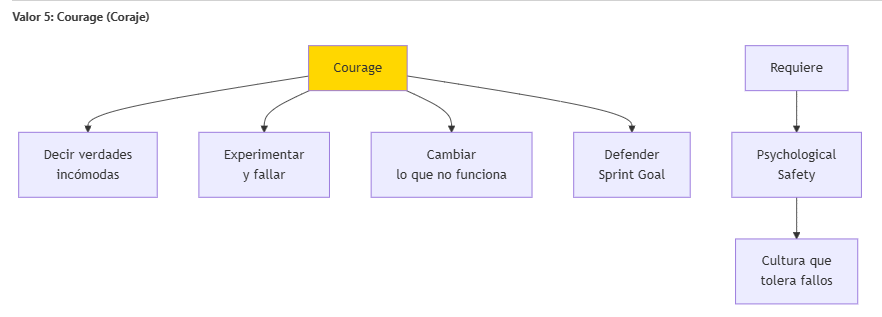 Valor 5: Courage (Coraje)
Courage
Requiere
Decir verdades
incómodas
Experimentar
y fallar
Cambiar
lo que no funciona
Defender
Sprint Goal
Psychological
Safety
Cultura que
tolera fallos